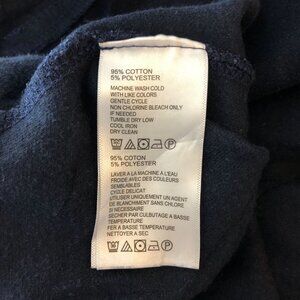 95% COTTON
5% POLYESTER
MACHINE WASH COLD
WITH LIKE COLORS
GENTLE CYCLE
NON CHLORINE BLEACH ONLY
IF NEEDED
TUMBLE DRY LOW
COOL IRON
DRY CLEAN
95% COTON
5% POLYESTER
LAVER A LA MACHINE A L'EAU
FROIDE AVEC DES COLEURS
SEMBLABLES
CYCLE DELICAT
UTILISER UNIQUEMENT UN AGENT
DE BLANCHIMENT SANS CHLORE
SI NECESSAIRE
SECHER PAR CULBUTAGE A BASSE
TEMPERATURE
FER A BASSE TEMPERATURE
NETTOYER A SEC